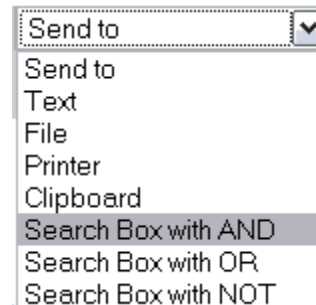 Send to
Send to
Text
File
Printer
Clipboard
Search Box with AND
Search Box with OR
Search Box with NOT